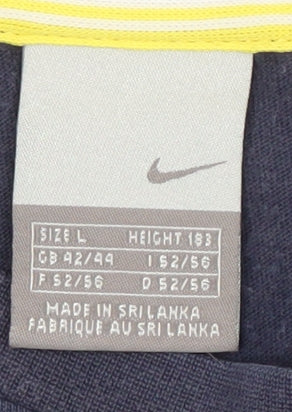 SIZE L HEIGHT 183
GB 42/44 I 52/56
F 52/56 D 52/56
MADE IN SRI LANKA
FABRIQUE AU SRI LANKA